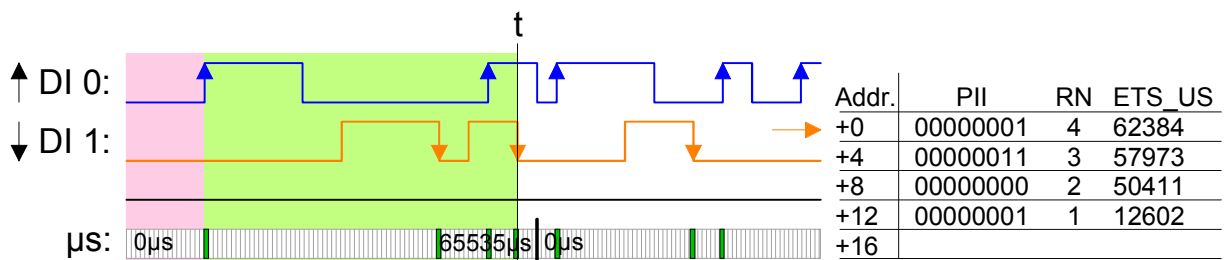 t
DI 0:
DI 1:
µs: 0µs 65535µs 0µs
Addr. PII RN ETS_US
+0 00000001 4 62384
+4 00000011 3 57973
+8 00000000 2 50411
+12 00000001 1 12602
+16